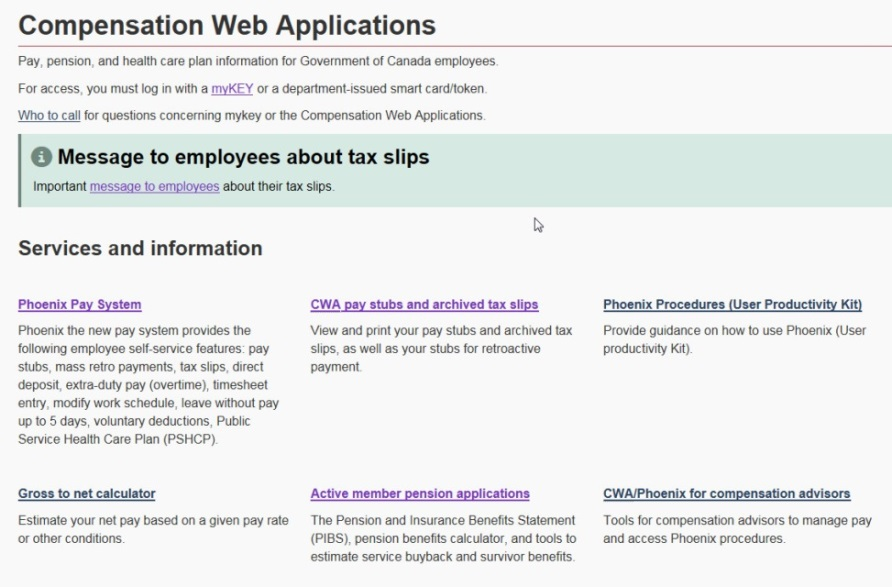 Compensation Web Applications
Pay, pension, and health care plan information for Government of Canada employees.
For access, you must log in with a myKEY or a department-issued smart card/token.
Who to call for questions concerning mykey or the Compensation Web Applications.
Message to employees about tax slips
Important message to employees about their tax slips.
Services and information
Phoenix Pay System
Phoenix the new pay system provides the
following employee self-service features: pay
stubs, mass retro payments, tax slips, direct
deposit, extra-duty pay (overtime), timesheet
entry, modify work schedule, leave without pay
up to 5 days, voluntary deductions, Public
Service Health Care Plan (PSHCP).
CWA pay stubs and archived tax slips
View and print your pay stubs and archived tax
slips, as well as your stubs for retroactive
payment.
Phoenix Procedures (User Productivity Kit)
Provide guidance on how to use Phoenix (User
productivity Kit).
Gross to net calculator
Estimate your net pay based on a given pay rate
or other conditions.
Active member pension applications
The Pension and Insurance Benefits Statement
(PIBS), pension benefits calculator, and tools to
estimate service buyback and survivor benefits.
CWA/Phoenix for compensation advisors
Tools for compensation advisors to manage pay
and access Phoenix procedures.